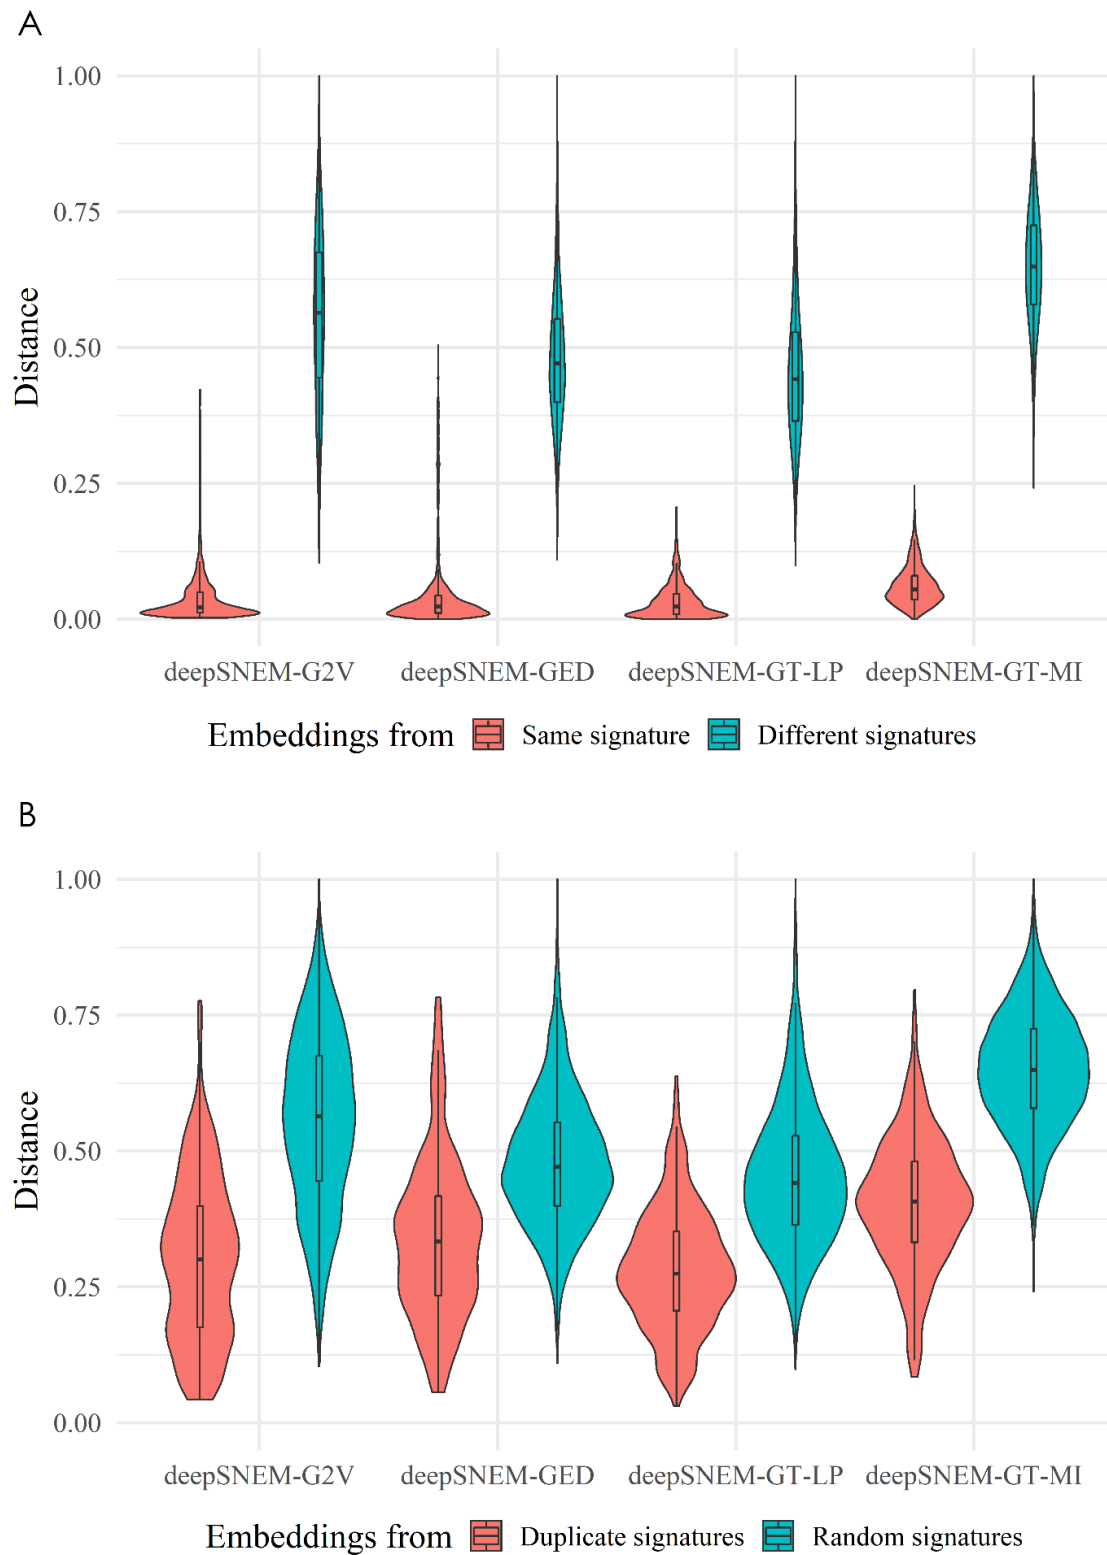 A
1.00
0.75
0.50
0.25
0.00
Distance
deepSNEM-G2V deepSNEM-GED deepSNEM-GT-LP deepSNEM-GT-MI
Embeddings from Same signature Different signatures
B
1.00
0.75
0.50
0.25
0.00
Distance
deepSNEM-G2V deepSNEM-GED deepSNEM-GT-LP deepSNEM-GT-MI
Embeddings from Duplicate signatures Random signatures